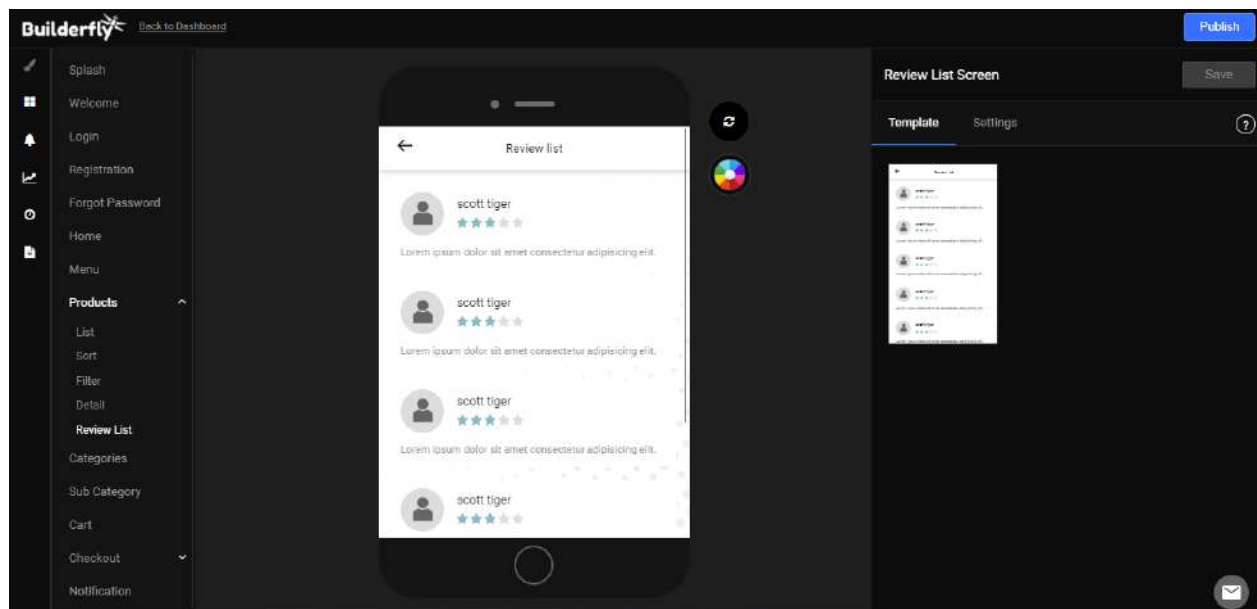 Builderfly
Back to Dashboard
Publish
Splash
Welcome
Login
Registration
Forgot Password
Home
Menu
Products
List
Sort
Filter
Detail
Review List
Categories
Sub Category
Cart
Checkout
Notification
Review list
scott tiger
Lorem ipsum dolor sit amet consectetur adipisicing elit.
scott tiger
Lorem ipsum dolor sit amet consectetur adipisicing elit.
scott tiger
Lorem ipsum dolor sit amet consectetur adipisicing elit.
scott tiger
Review List Screen
Save
Template Settings
?